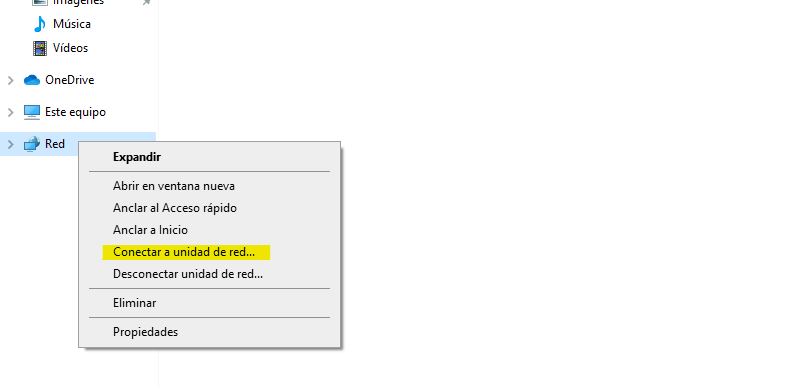 Imágenes
Música
Vídeos
OneDrive
Este equipo
Red
Expandir
Abrir en ventana nueva
Anclar al Acceso rápido
Anclar a Inicio
Conectar a unidad de red...
Desconectar unidad de red...
Eliminar
Propiedades